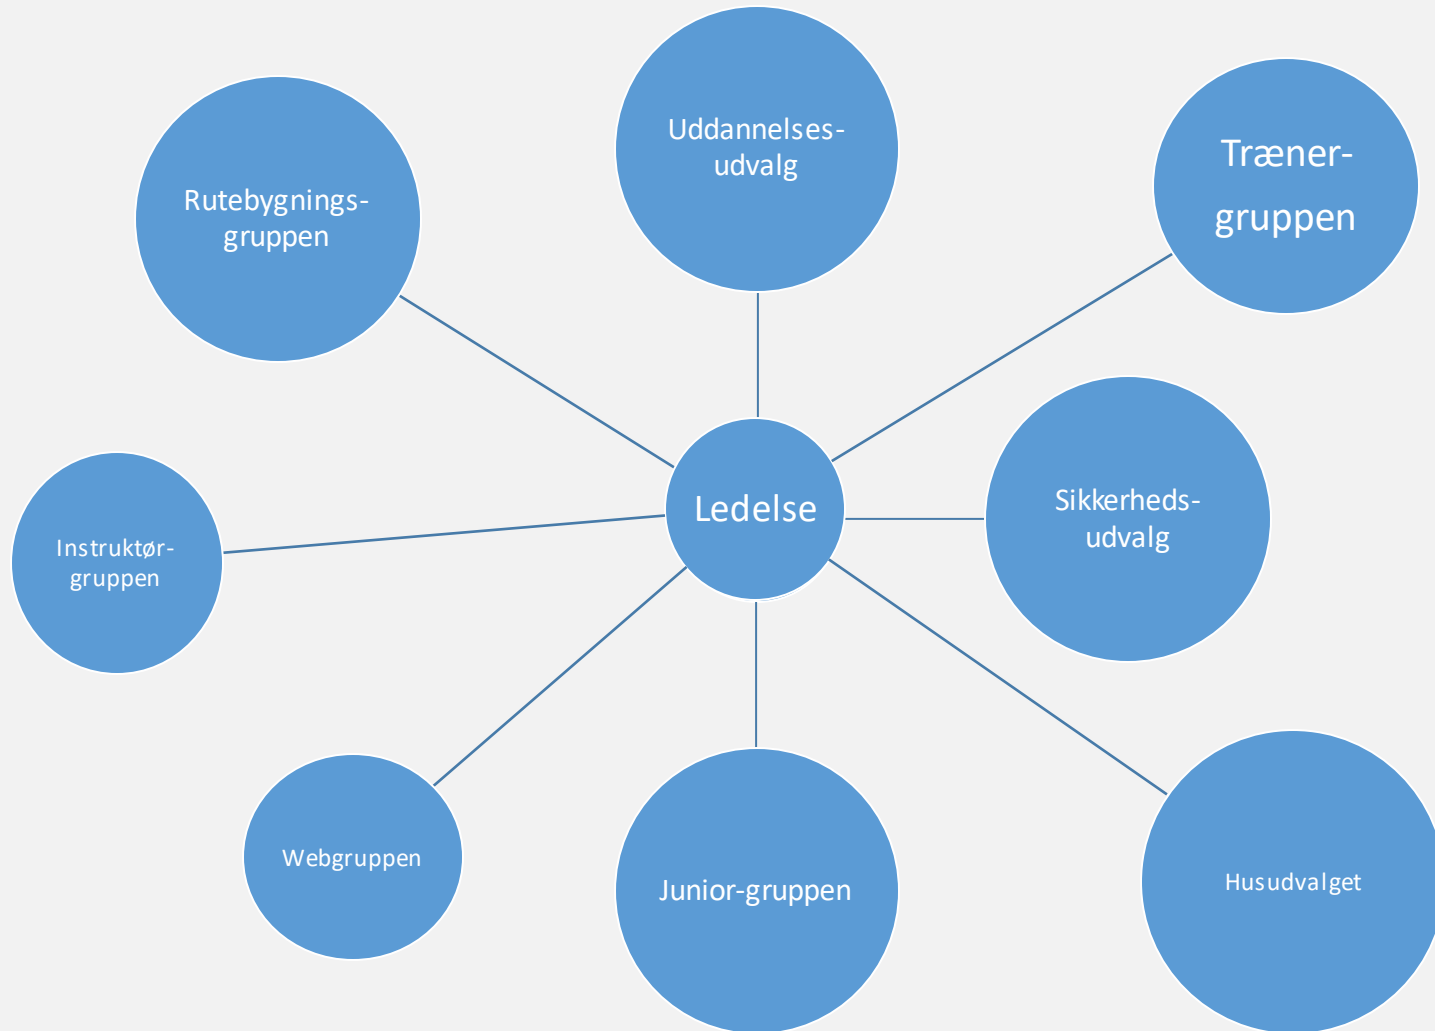 Uddannelses-
udvalg
Træner-
gruppen
Rutebygnings-
gruppen
Ledelse
Sikkerheds-
udvalg
Instruktør-
gruppen
Webgruppen
Junior-gruppen
Husudvalget